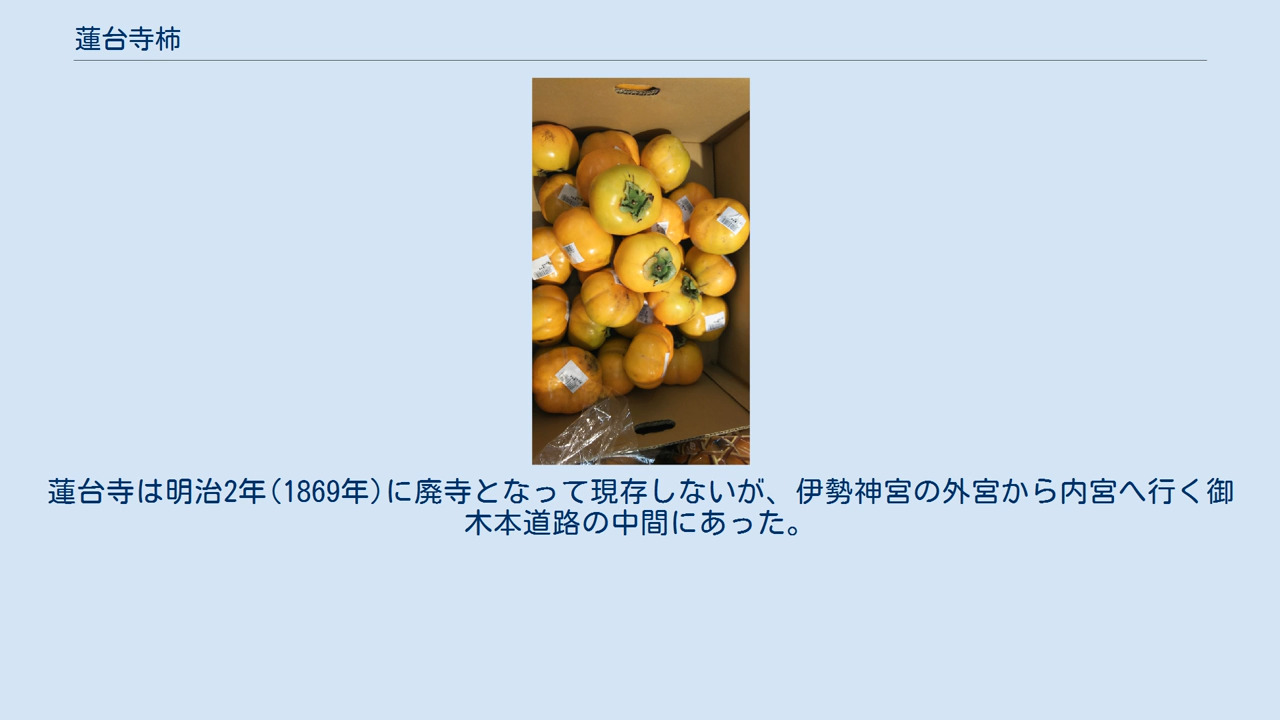 蓮台寺柿
蓮台寺は明治2年(1869年)に廃寺となって現存しないが、伊勢神宮の外宮から内宮へ行く御
木本道路の中間にあった。